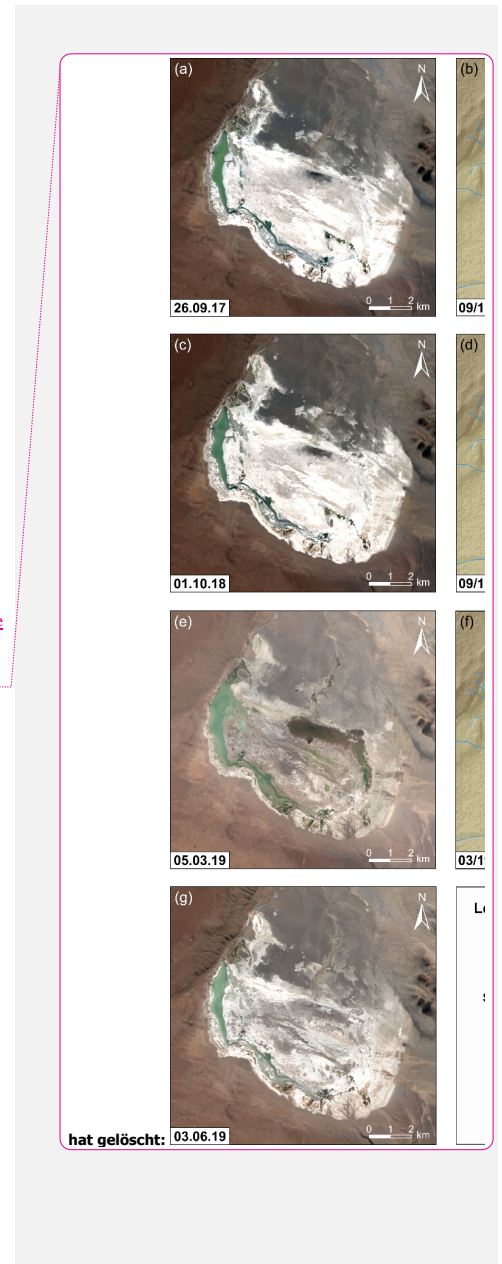 (a)
N
(b)
26.09.17
0 1 2 km
09/1
(c)
N
(d)
01.10.18
0 1 2 km
09/1
(e)
N
(f)
05.03.19
0 1 2 km
03/1
(g)
N
hat gelöscht: 03.06.19
0 1 2 km